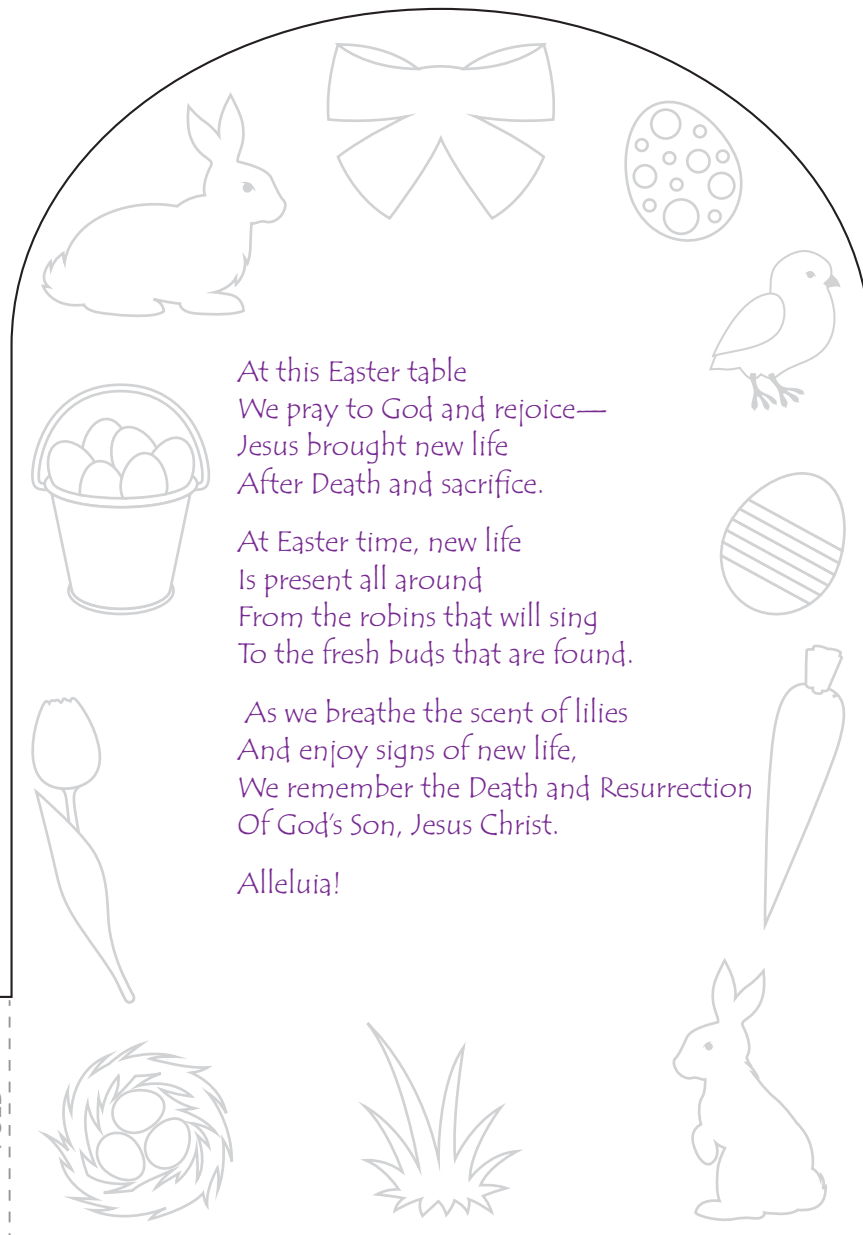 At this Easter table
We pray to God and rejoice—
Jesus brought new life
After Death and sacrifice.
At Easter time, new life
Is present all around
From the robins that will sing
To the fresh buds that are found.
As we breathe the scent of lilies
And enjoy signs of new life,
We remember the Death and Resurrection
Of God's Son, Jesus Christ.
Alleluia!